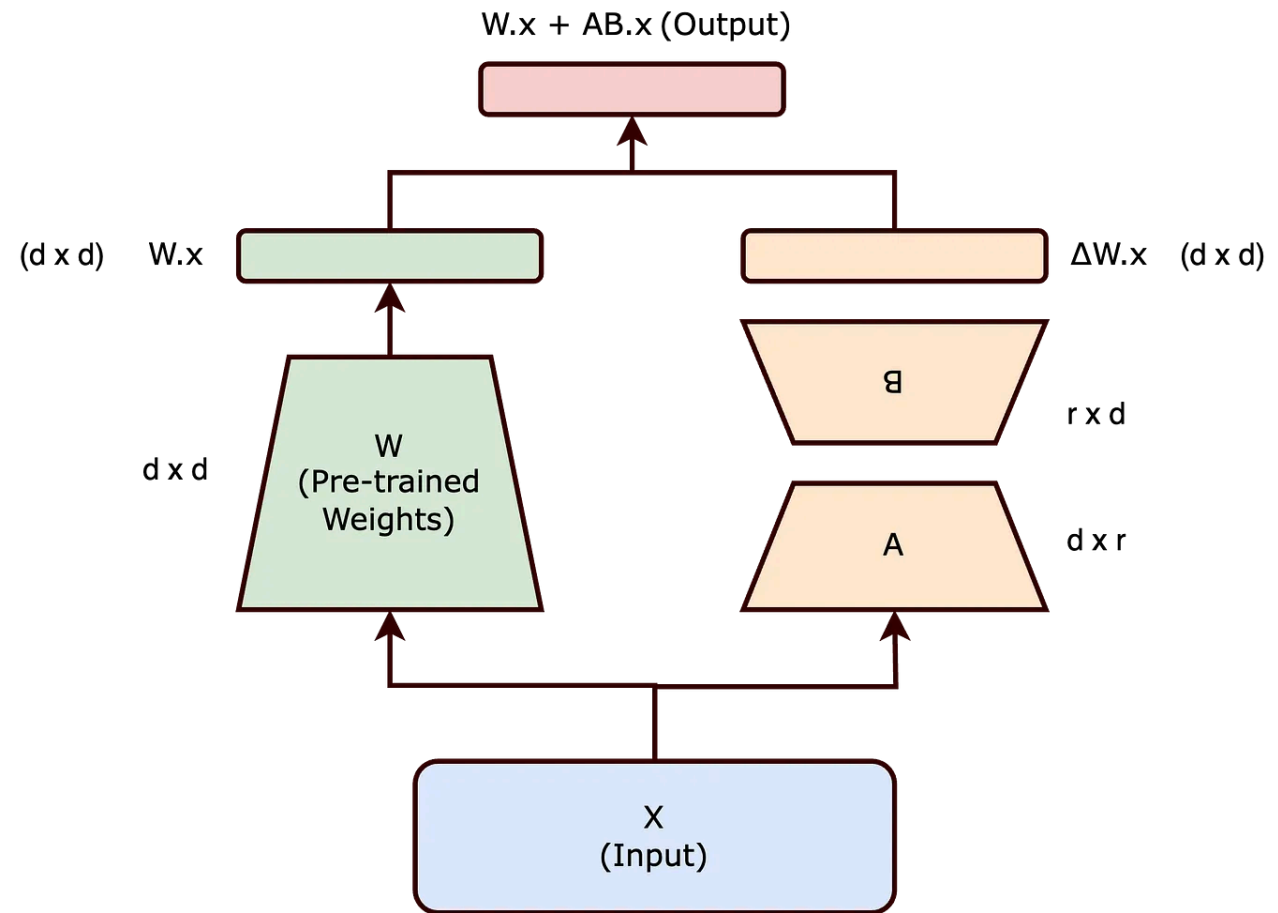 W.x + AB.x (Output)
(d x d) W.x
ΔW.x (d x d)
B
r x d
W
(Pre-trained
Weights)
d x d
A
d x r
X
(Input)